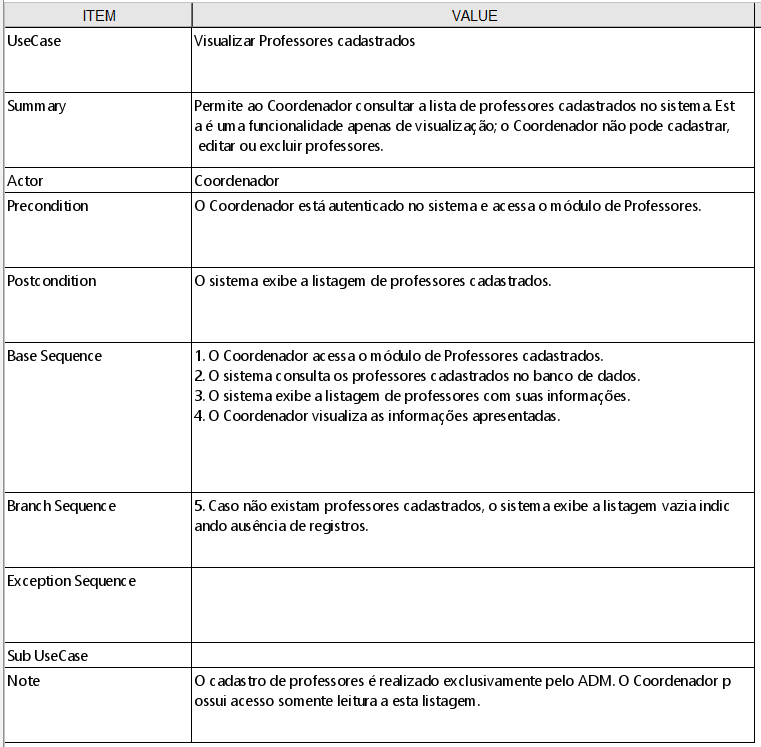 ITEM VALUE
UseCase Visualizar Professores cadastrados
Summary Permite ao Coordenador consultar a lista de professores cadastrados no sistema. Est
a é uma funcionalidade apenas de visualização; o Coordenador não pode cadastrar,
editar ou excluir professores.
Actor Coordenador
Precondition O Coordenador está autenticado no sistema e acessa o módulo de Professores.
Postcondition O sistema exibe a listagem de professores cadastrados.
Base Sequence 1. O Coordenador acessa o módulo de Professores cadastrados.
2. O sistema consulta os professores cadastrados no banco de dados.
3. O sistema exibe a listagem de professores com suas informações.
4. O Coordenador visualiza as informações apresentadas.
Branch Sequence 5. Caso não existam professores cadastrados, o sistema exibe a listagem vazia indic
ando ausência de registros.
Exception Sequence
Sub UseCase
Note O cadastro de professores é realizado exclusivamente pelo ADM. O Coordenador p
ossui acesso somente leitura a esta listagem.